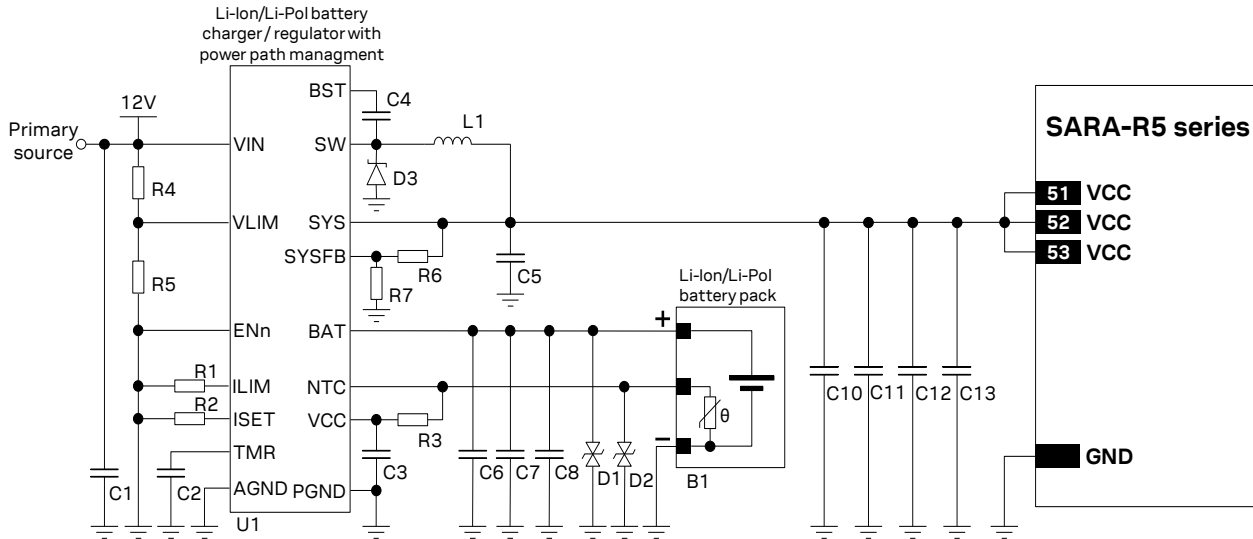 Li-Ion/Li-Pol battery
charger / regulator with
power path managment
Primary
source
12V
VIN
VLIM
ENn
ILIM
ISET
TMR
AGND
BST
SW
SYS
SYSFB
BAT
NTC
VCC
PGND
U1
R4
R5
R1
R2
C1
C2
C4
L1
D3
R6
R7
C5
R3
C3
C6
C7
C8
D1
D2
Li-Ion/Li-Pol
battery pack
+
θ
–
B1
C10
C11
C12
C13
SARA-R5 series
51 VCC
52 VCC
53 VCC
GND